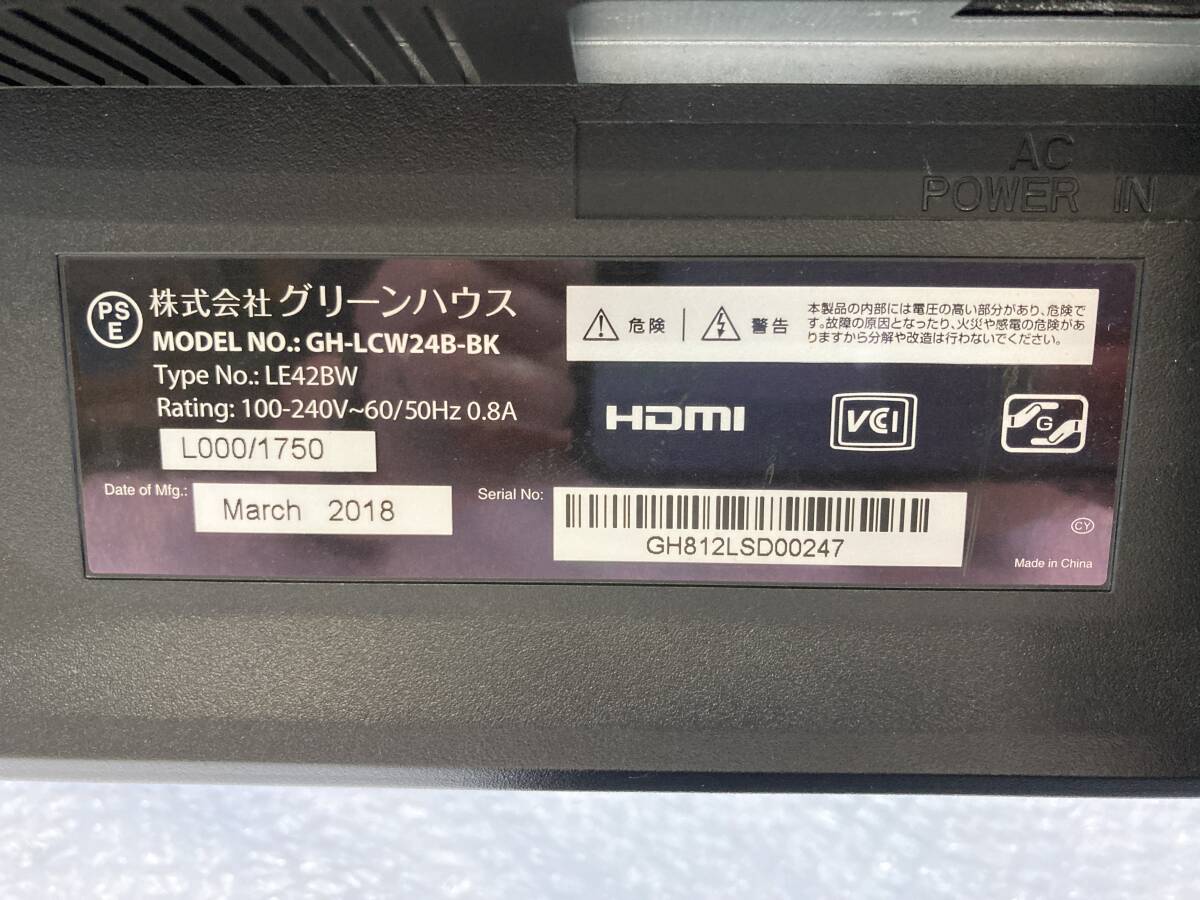 AC
POWER IN
PS
E
株式会社グリーンハウス
MODEL NO.: GH-LCW24B-BK
Type No.: LE42BW
Rating: 100-240V~60/50Hz 0.8A
L000/1750
Date of Mfg.: March 2018
危険
警告
本製品の内部には電圧の高い部分があり、危険で
す。故障の原因となったり、火災や感電の危険があ
りますから分解や改造は行わないでください。
HDMI
VCCI
G
Serial No:
GH812LSD00247
CY
Made in China